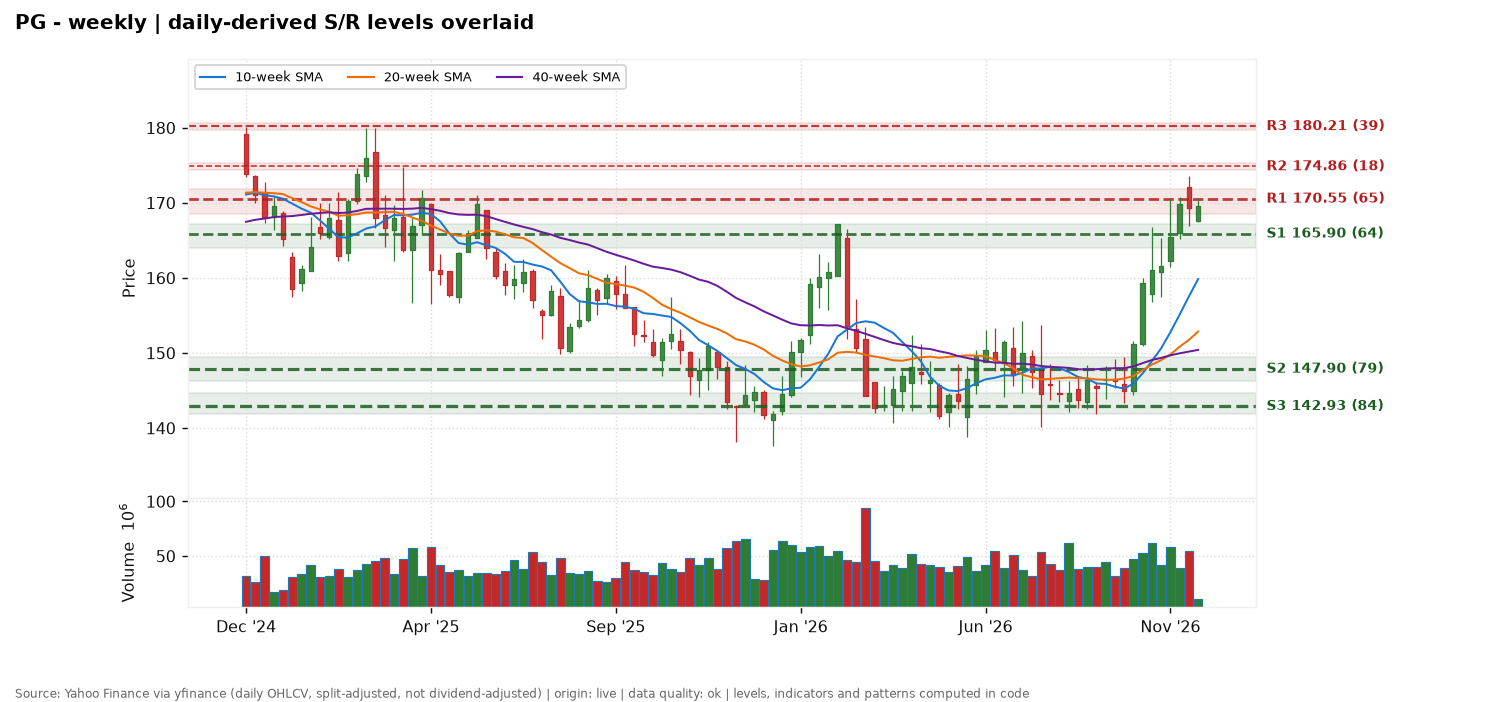 PG - weekly | daily-derived S/R levels overlaid
10-week SMA 20-week SMA 40-week SMA
Price
180
170
160
150
140
R3 180.21 (39)
R2 174.86 (18)
R1 170.55 (65)
S1 165.90 (64)
S2 147.90 (79)
S3 142.93 (84)
Volume 10⁶
100
50
Dec '24 Apr '25 Sep '25 Jan '26 Jun '26 Nov '26
Source: Yahoo Finance via yfinance (daily OHLCV, split-adjusted, not dividend-adjusted) | origin: live | data quality: ok | levels, indicators and patterns computed in code